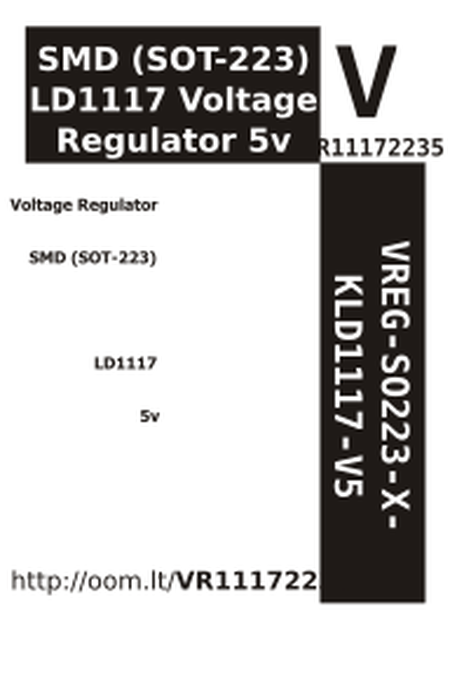 SMD (SOT-223)
LD1117 Voltage
Regulator 5v
V
R11172235
Voltage Regulator
SMD (SOT-223)
LD1117
5v
VREG-S0223-X-
KLD1117-V5
http://oom.lt/VR111722